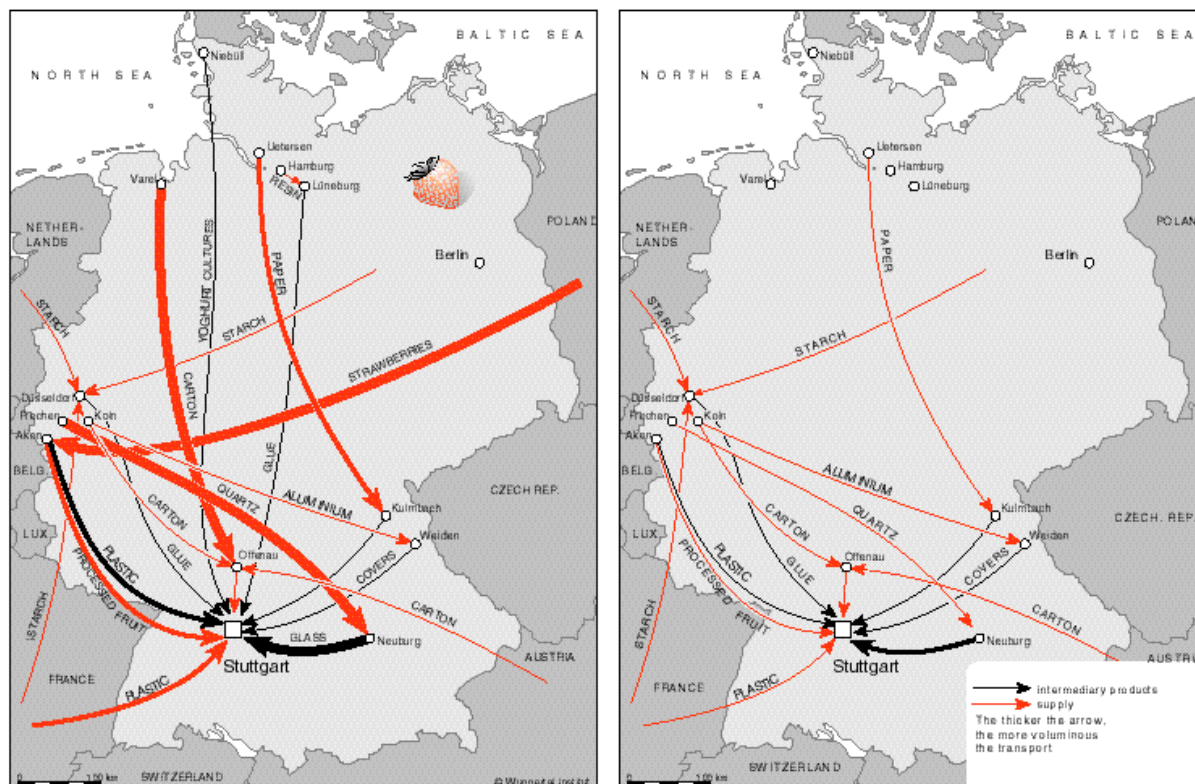 BALTIC SEA
NORTH SEA
Niebüll
Uetersen
Hamburg
RESIN
Lüneburg
Varel
NETHER-
LANDS
POLAND
Berlin
YOGHURT CULTURES
PAPER
STARCH
STARCH
STRAWBERRIES
CARTON
Düsseldorf
Frechen
Köln
Aken
BELG.
GLUE
QUARTZ
ALUMINIUM
CARTON
CZECH REP.
Kulmbach
Weiden
LUX
PLASTIC
GLUE
Offenau
COVERS
PROCESSED FRUIT
STARCH
GLASS
Neuburg
Stuttgart
AUSTRIA
FRANCE
PLASTIC
SWITZERLAND
0 100 km
© Wuppertal Institut
CARTON
BALTIC SEA
NORTH SEA
Niebüll
Uetersen
Hamburg
Lüneburg
Varel
NETHER-
LANDS
POLAND
Berlin
PAPER
STARCH
STARCH
Düsseldorf
Frechen
Köln
Aken
BELG.
ALUMINIUM
QUARTZ
CARTON
Kulmbach
CZECH. REP.
Weiden
LUX
PLASTIC
GLUE
Offenau
COVERS
PROCESSED FRUIT
STARCH
CARTON
Neuburg
Stuttgart
AUSTRIA
FRANCE
PLASTIC
intermediary products
supply
The thicker the arrow,
the more voluminous
the transport
SWITZERLAND
0 100 km